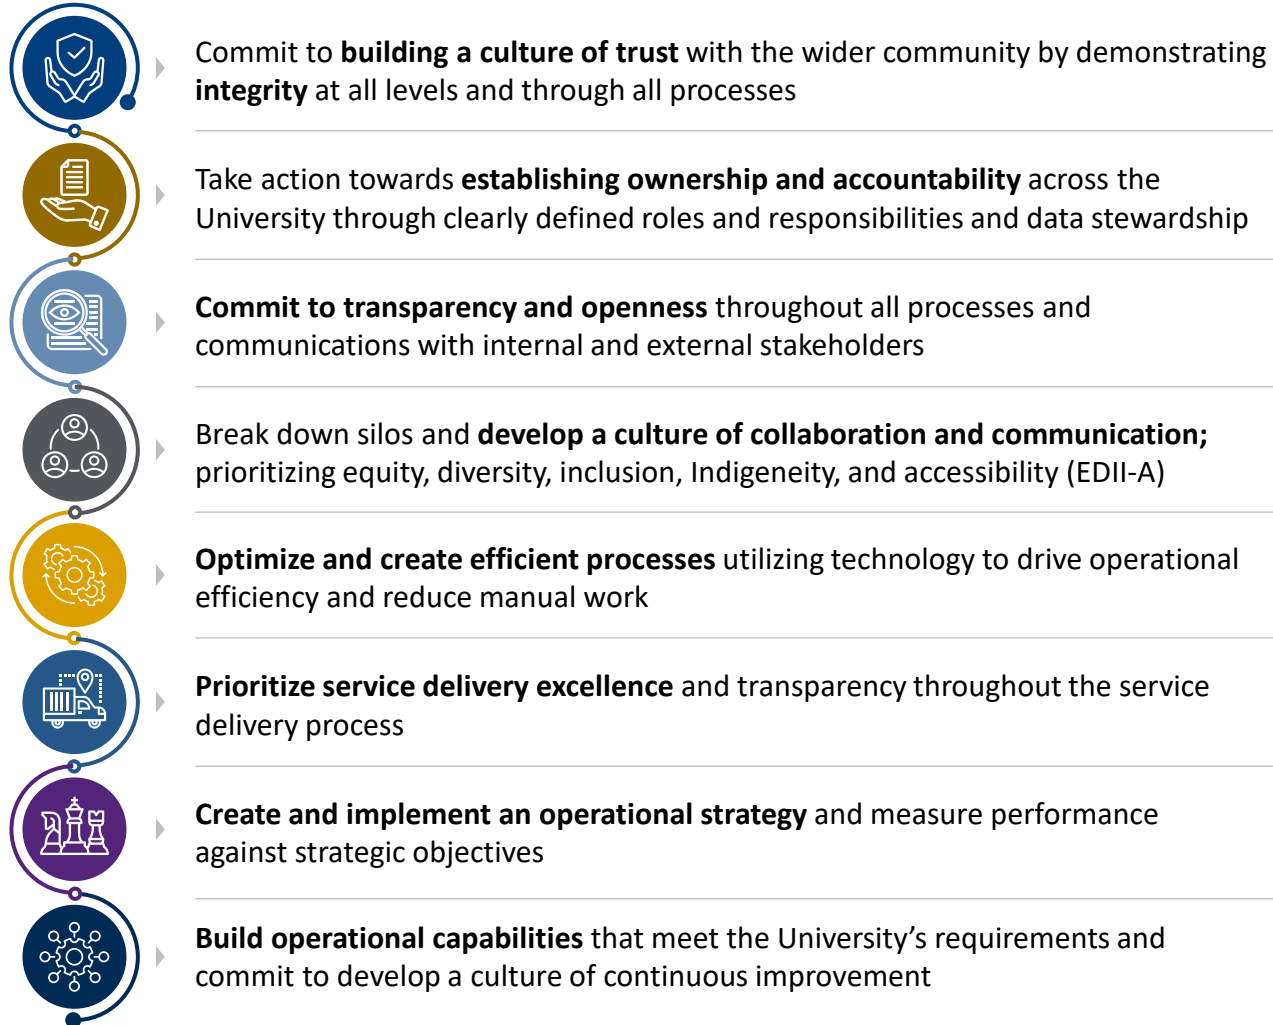 Commit to building a culture of trust with the wider community by demonstrating
integrity at all levels and through all processes
Take action towards establishing ownership and accountability across the
University through clearly defined roles and responsibilities and data stewardship
Commit to transparency and openness throughout all processes and
communications with internal and external stakeholders
Break down silos and develop a culture of collaboration and communication;
prioritizing equity, diversity, inclusion, Indigeneity, and accessibility (EDII-A)
Optimize and create efficient processes utilizing technology to drive operational
efficiency and reduce manual work
Prioritize service delivery excellence and transparency throughout the service
delivery process
Create and implement an operational strategy and measure performance
against strategic objectives
Build operational capabilities that meet the University’s requirements and
commit to develop a culture of continuous improvement